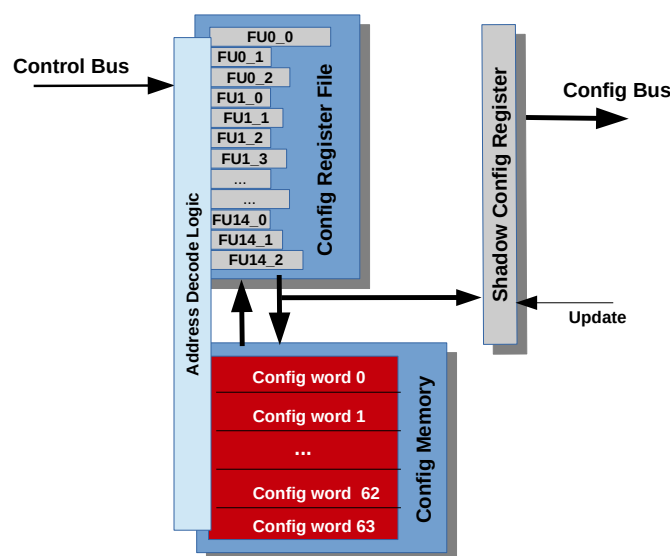 Control Bus
Address Decode Logic
FU0_0
FU0_1
FU0_2
FU1_0
FU1_1
FU1_2
FU1_3
...
...
FU14_0
FU14_1
FU14_2
Config Register File
Shadow Config Register
Config Bus
Update
Config word 0
Config word 1
...
Config word 62
Config word 63
Config Memory